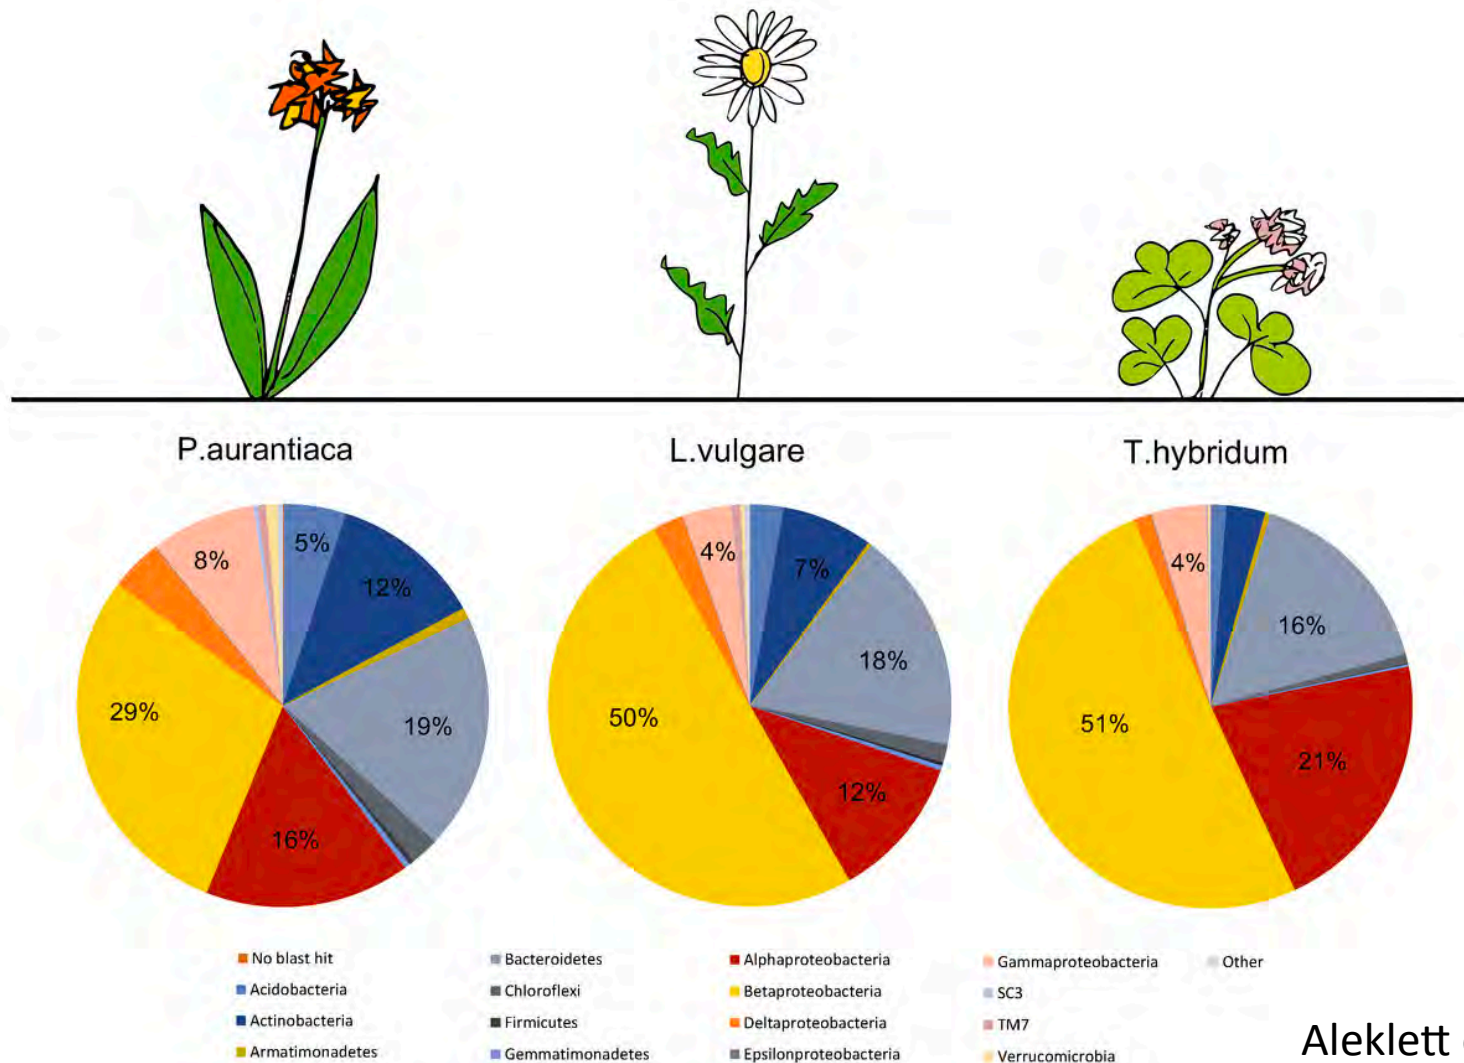 P.aurantiaca
L.vulgare
T.hybridum
5%
12%
19%
16%
29%
8%
7%
18%
12%
50%
4%
16%
21%
51%
4%
No blast hit
Acidobacteria
Actinobacteria
Armatimonadetes
Bacteroidetes
Chloroflexi
Firmicutes
Gemmatimonadetes
Alphaproteobacteria
Betaproteobacteria
Deltaproteobacteria
Epsilonproteobacteria
Gammaproteobacteria
SC3
TM7
Verrucomicrobia
Other
Aleklett